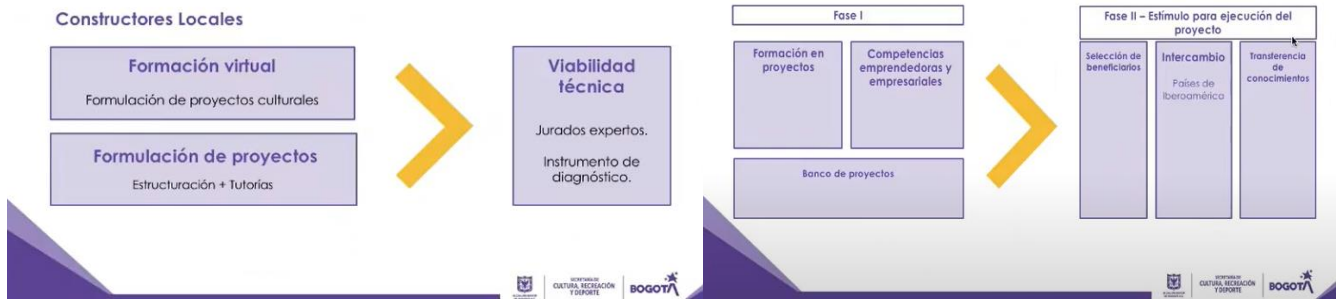 Constructores Locales
Formación virtual
Formulación de proyectos culturales
Formulación de proyectos
Estructuración + Tutorías
Viabilidad
técnica
Jurados expertos.
Instrumento de
diagnóstico.
SECRETARÍA DE
CULTURA, RECREACIÓN
Y DEPORTE
BOGOTÁ
Fase I
Formación en
proyectos
Competencias
emprendedoras y
empresariales
Banco de proyectos
Fase II – Estímulo para ejecución del
proyecto
Selección de
beneficiarios
Intercambio
Países de
Iberoamérica
Transferencia
de
conocimientos
SECRETARÍA DE
CULTURA, RECREACIÓN
Y DEPORTE
BOGOTÁ